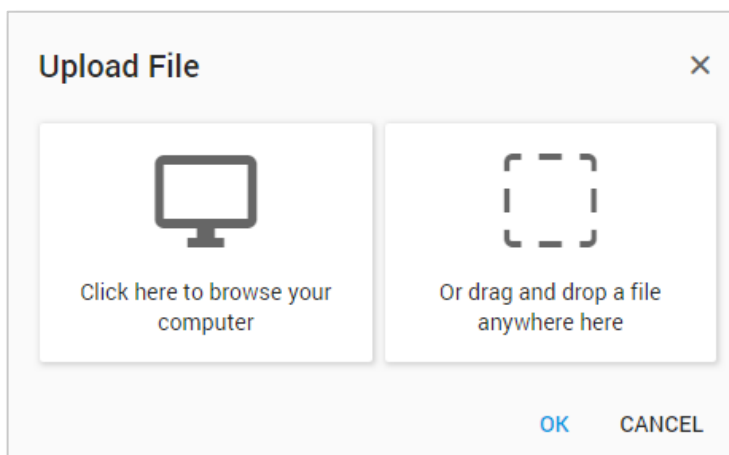 Upload File
Click here to browse your
computer
Or drag and drop a file
anywhere here
OK CANCEL